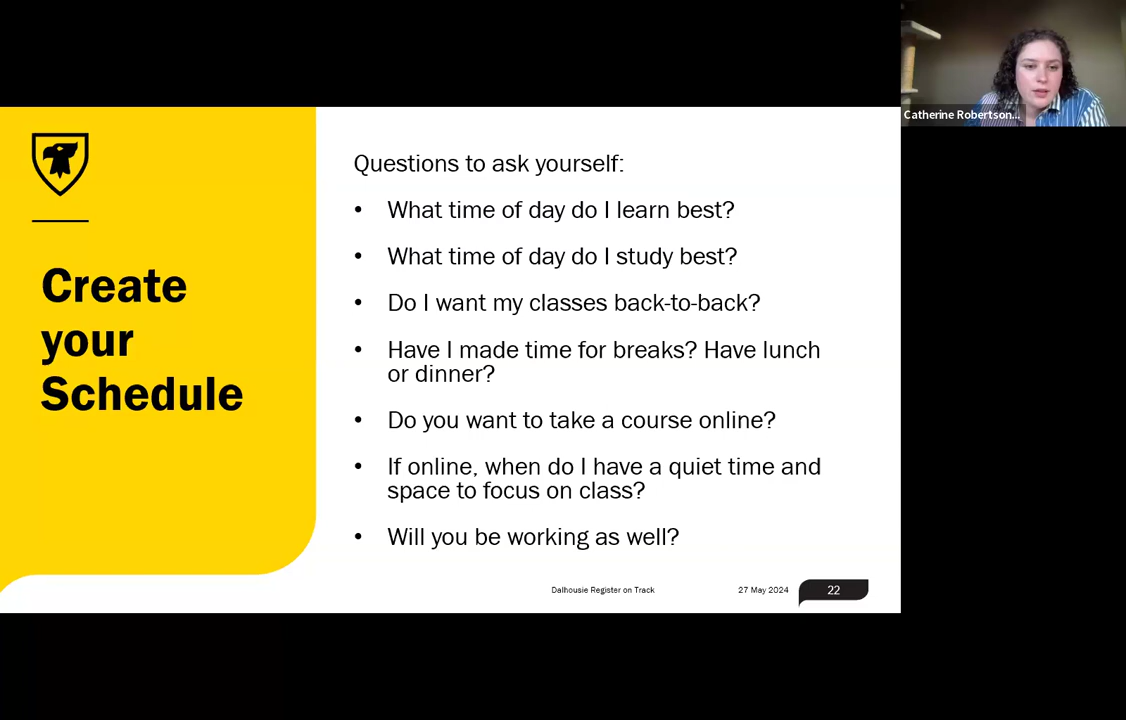 Catherine Robertson...
Create
your
Schedule
Questions to ask yourself:
• What time of day do I learn best?
• What time of day do I study best?
• Do I want my classes back-to-back?
• Have I made time for breaks? Have lunch
or dinner?
• Do you want to take a course online?
• If online, when do I have a quiet time and
space to focus on class?
• Will you be working as well?
Dalhousie Register on Track
27 May 2024
22